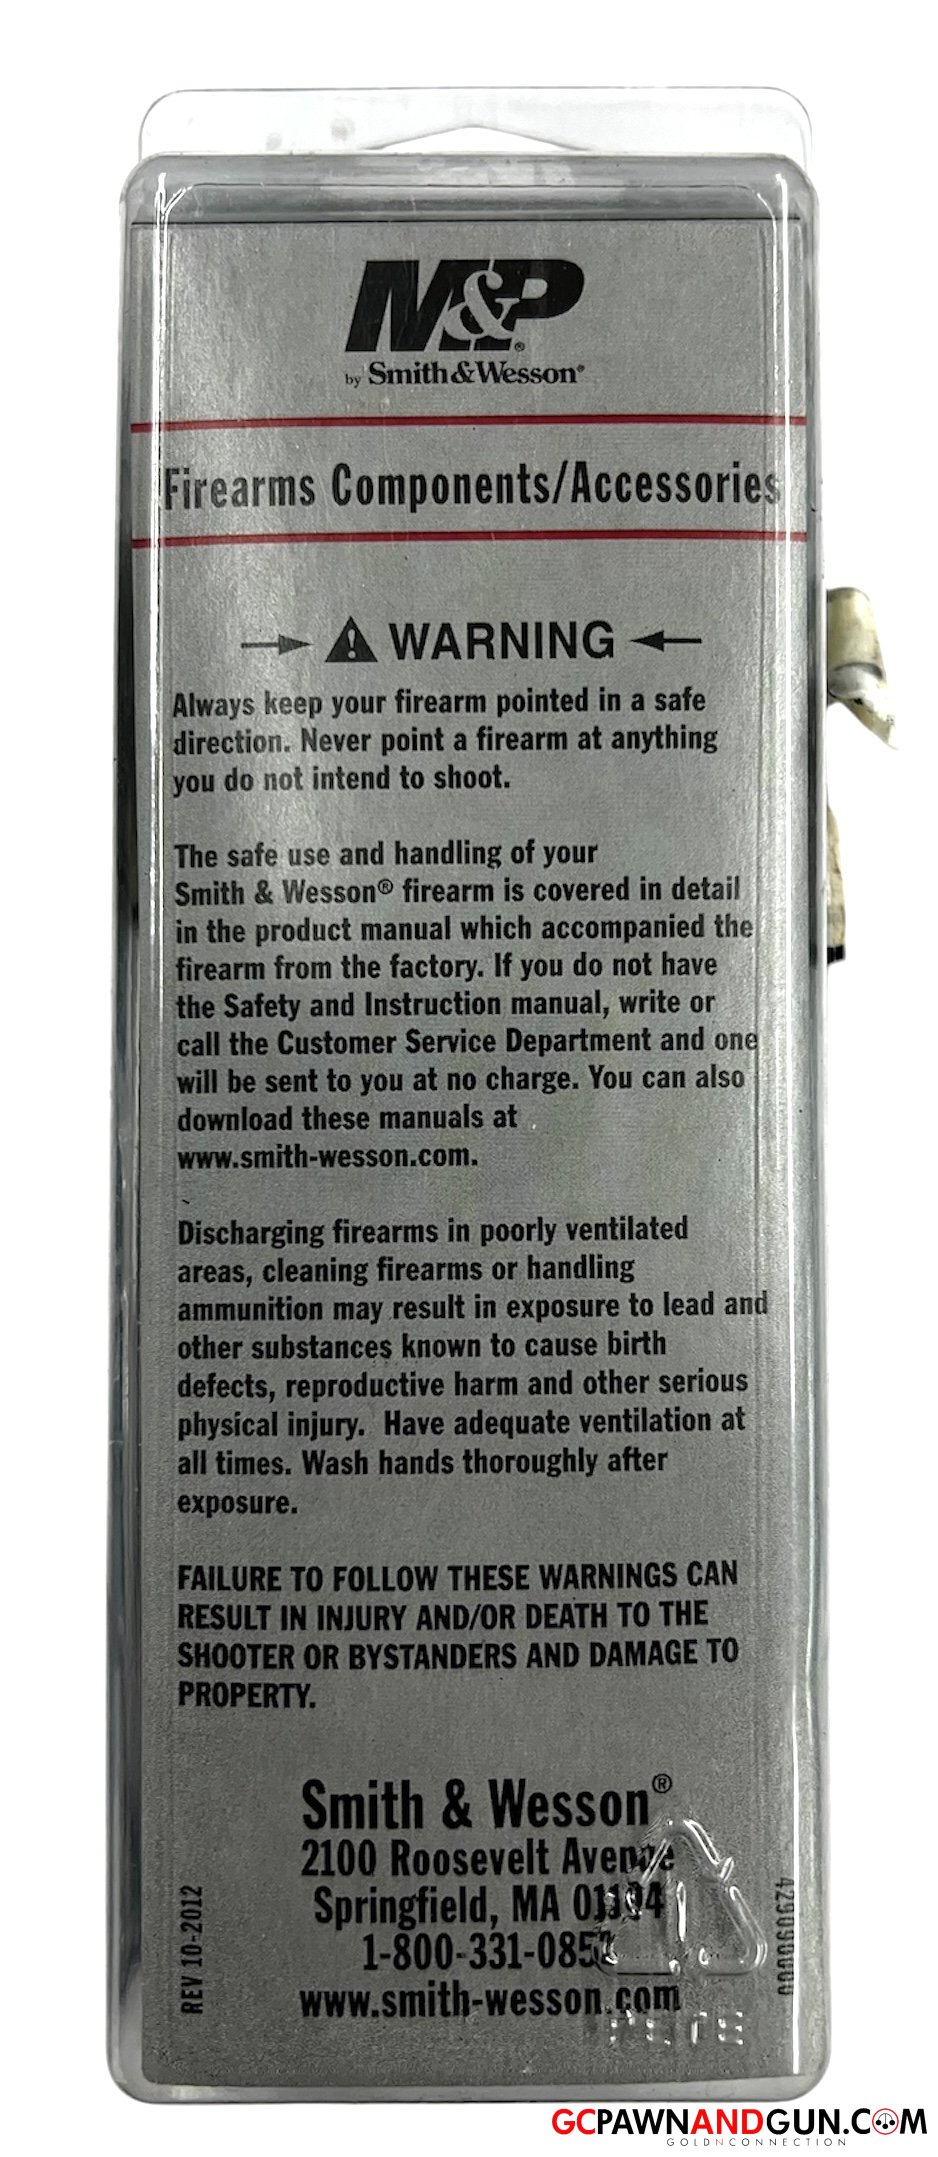 M&P®
by Smith & Wesson®
Firearms Components/Accessories
WARNING
Always keep your firearm pointed in a safe
direction. Never point a firearm at anything
you do not intend to shoot.
The safe use and handling of your
Smith & Wesson® firearm is covered in detail
in the product manual which accompanied the
firearm from the factory. If you do not have
the Safety and Instruction manual, write or
call the Customer Service Department and one
will be sent to you at no charge. You can also
download these manuals at
www.smith-wesson.com.
Discharging firearms in poorly ventilated
areas, cleaning firearms or handling
ammunition may result in exposure to lead and
other substances known to cause birth
defects, reproductive harm and other serious
physical injury.  Have adequate ventilation at
all times. Wash hands thoroughly after
exposure.
FAILURE TO FOLLOW THESE WARNINGS CAN
RESULT IN INJURY AND/OR DEATH TO THE
SHOOTER OR BYSTANDERS AND DAMAGE TO
PROPERTY.
Smith & Wesson®
2100 Roosevelt Avenue
Springfield, MA
www.smith-wesson.com
REV 10-2012
1
PETE
GCPAWNANDGUN.COM
GOLDNCONNECTION